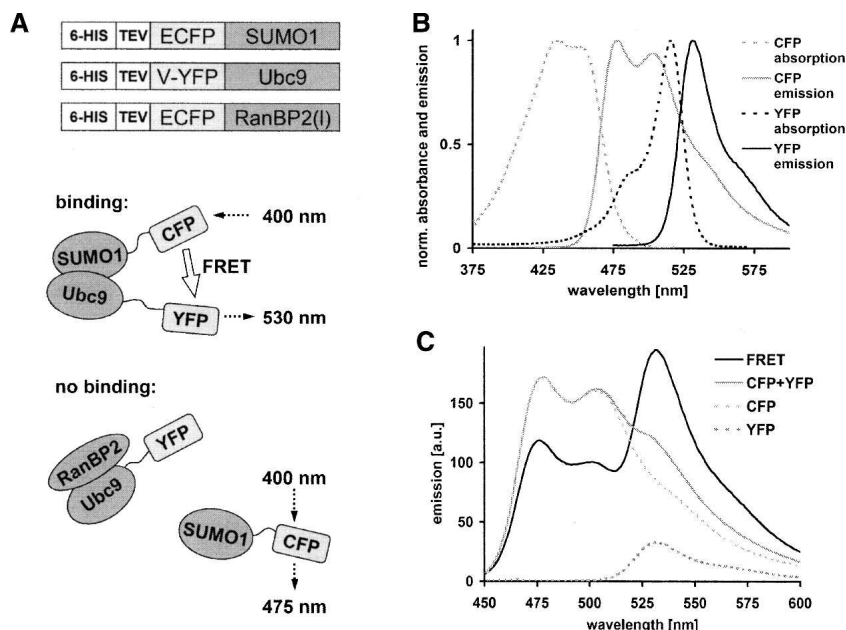 A
6-HIS TEV ECFP SUMO1
6-HIS TEV V-YFP Ubc9
6-HIS TEV ECFP RanBP2(I)
binding:
CFP
400 nm
SUMO1
FRET
Ubc9
YFP
530 nm
no binding:
YFP
RanBP2
Ubc9
400 nm
SUMO1
CFP
475 nm
B
norm. absorbance and emission
1
0.5
0
375 425 475 525 575
wavelength [nm]
CFP
absorption
CFP
emission
YFP
absorption
YFP
emission
C
emission [a.u.]
150
100
50
0
450 475 500 525 550 575 600
wavelength [nm]
FRET
CFP+YFP
CFP
YFP